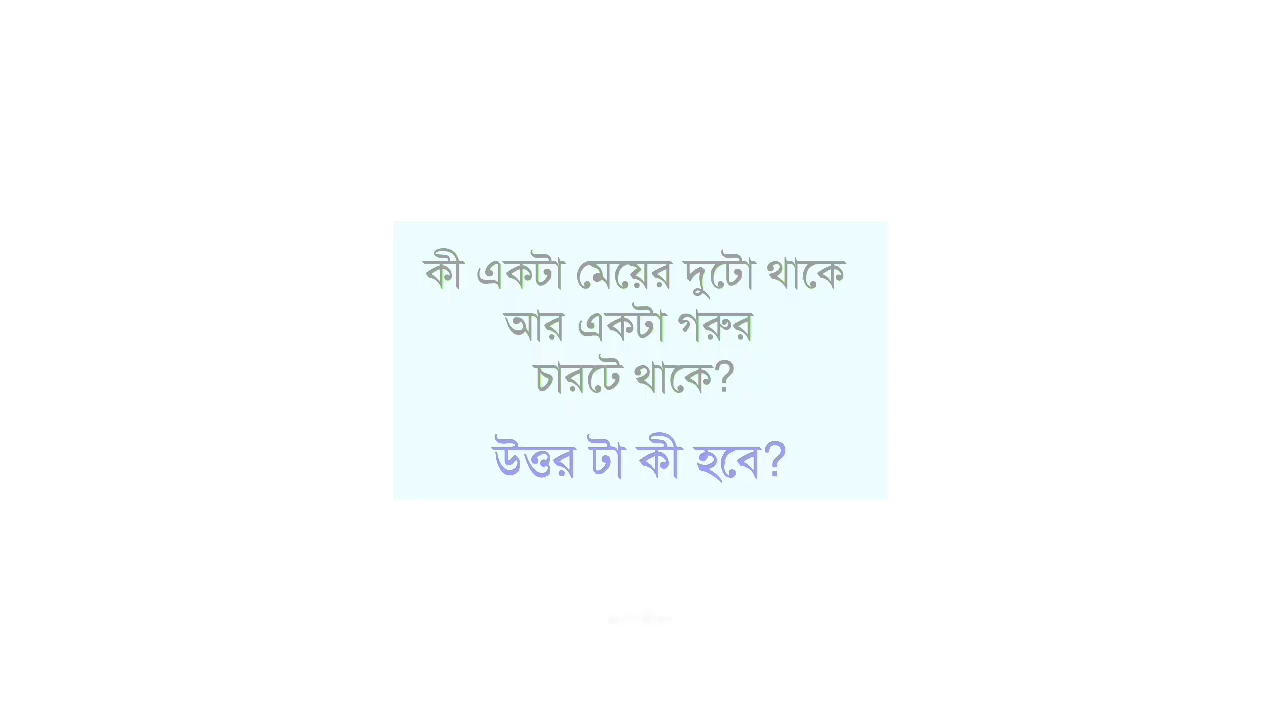 কী একটা মেয়ের দুটো থাকে
আর একটা গরুর
চারটে থাকে?
উত্তর টা কী হবে?